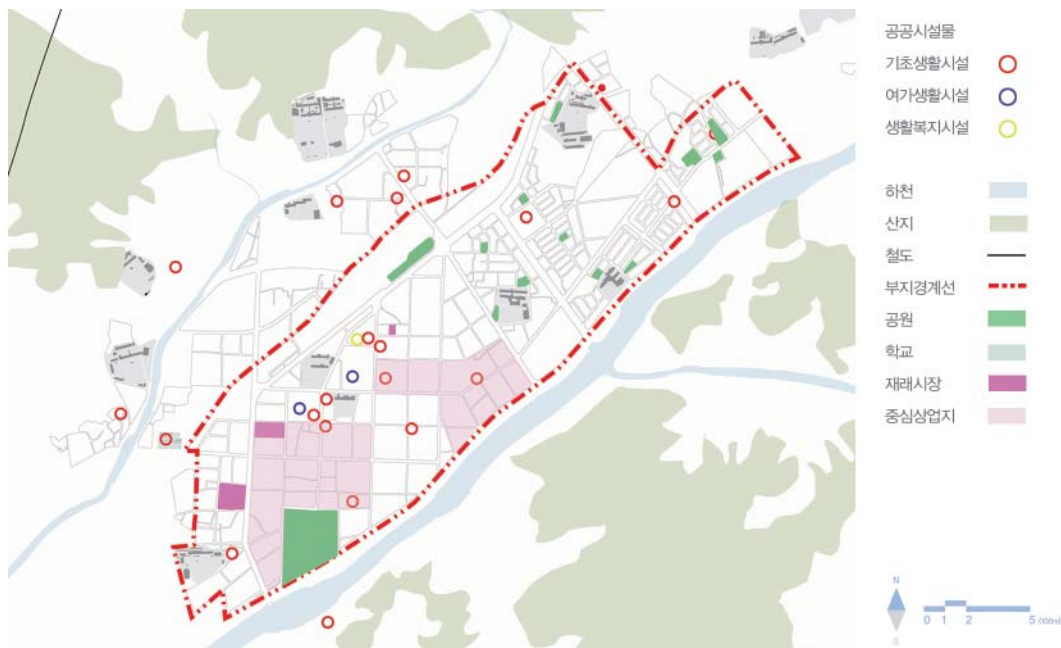 공공시설물
기초생활시설
여가생활시설
생활복지시설
하천
산지
철도
부지경계선
공원
학교
재래시장
중심상업지
N
S
0 1 2 5 (100m)